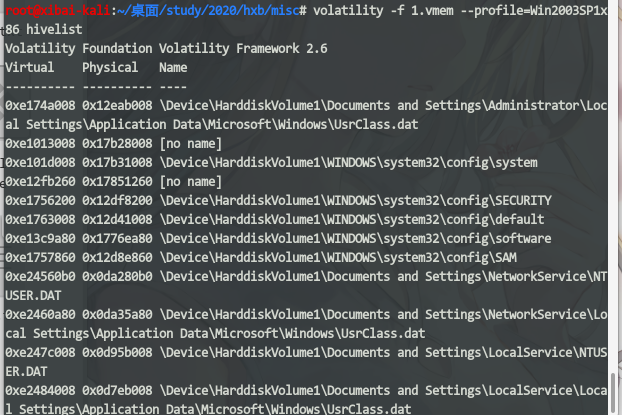 root@xibai-kali:~/桌面/study/2020/hxb/misc# volatility -f 1.vmem --profile=Win2003SP1x
86 hivelist
Volatility Foundation Volatility Framework 2.6
Virtual    Physical   Name
---------- ---------- ----
0xe174a008 0x12eab008 \Device\HarddiskVolume1\Documents and Settings\Administrator\Loc
al Settings\Application Data\Microsoft\Windows\UsrClass.dat
0xe1013008 0x17b28008 [no name]
0xe101d008 0x17b31008 \Device\HarddiskVolume1\WINDOWS\system32\config\system
0xe12fb260 0x17851260 [no name]
0xe1756200 0x12df8200 \Device\HarddiskVolume1\WINDOWS\system32\config\SECURITY
0xe1763008 0x12d41008 \Device\HarddiskVolume1\WINDOWS\system32\config\default
0xe13c9a80 0x1776ea80 \Device\HarddiskVolume1\WINDOWS\system32\config\software
0xe1757860 0x12d8e860 \Device\HarddiskVolume1\WINDOWS\system32\config\SAM
0xe24560b0 0x0da280b0 \Device\HarddiskVolume1\Documents and Settings\NetworkService\NT
USER.DAT
0xe2460a80 0x0da35a80 \Device\HarddiskVolume1\Documents and Settings\NetworkService\Lo
cal Settings\Application Data\Microsoft\Windows\UsrClass.dat
0xe247c008 0x0d95b008 \Device\HarddiskVolume1\Documents and Settings\LocalService\NTUS
ER.DAT
0xe2484008 0x0d7eb008 \Device\HarddiskVolume1\Documents and Settings\LocalService\Loca
l Settings\Application Data\Microsoft\Windows\UsrClass.dat